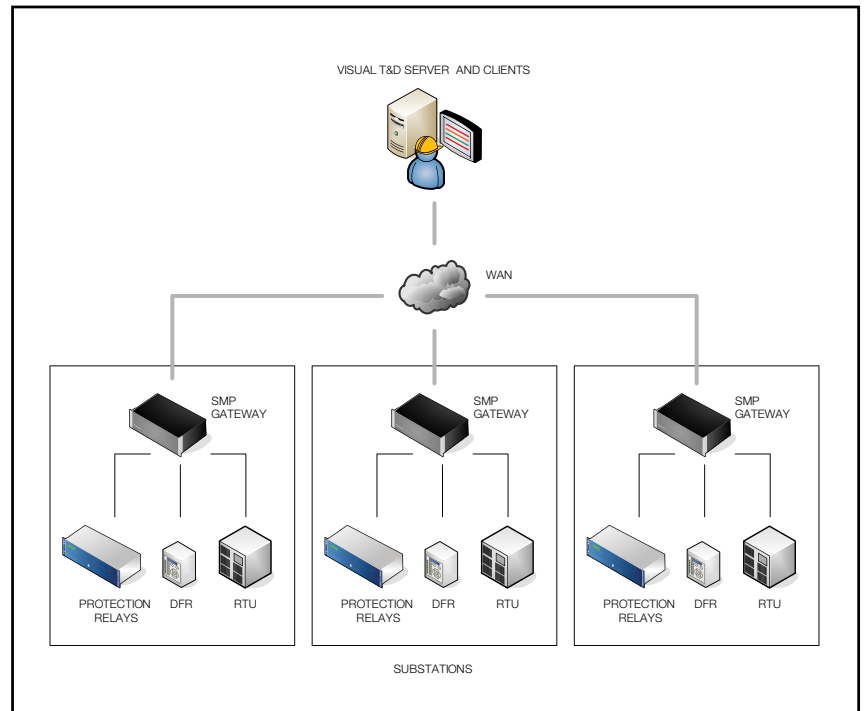 VISUAL T&D SERVER AND CLIENTS
WAN
SMP
GATEWAY
PROTECTION
RELAYS
DFR
RTU
SMP
GATEWAY
PROTECTION
RELAYS
DFR
RTU
SMP
GATEWAY
PROTECTION
RELAYS
DFR
RTU
SUBSTATIONS